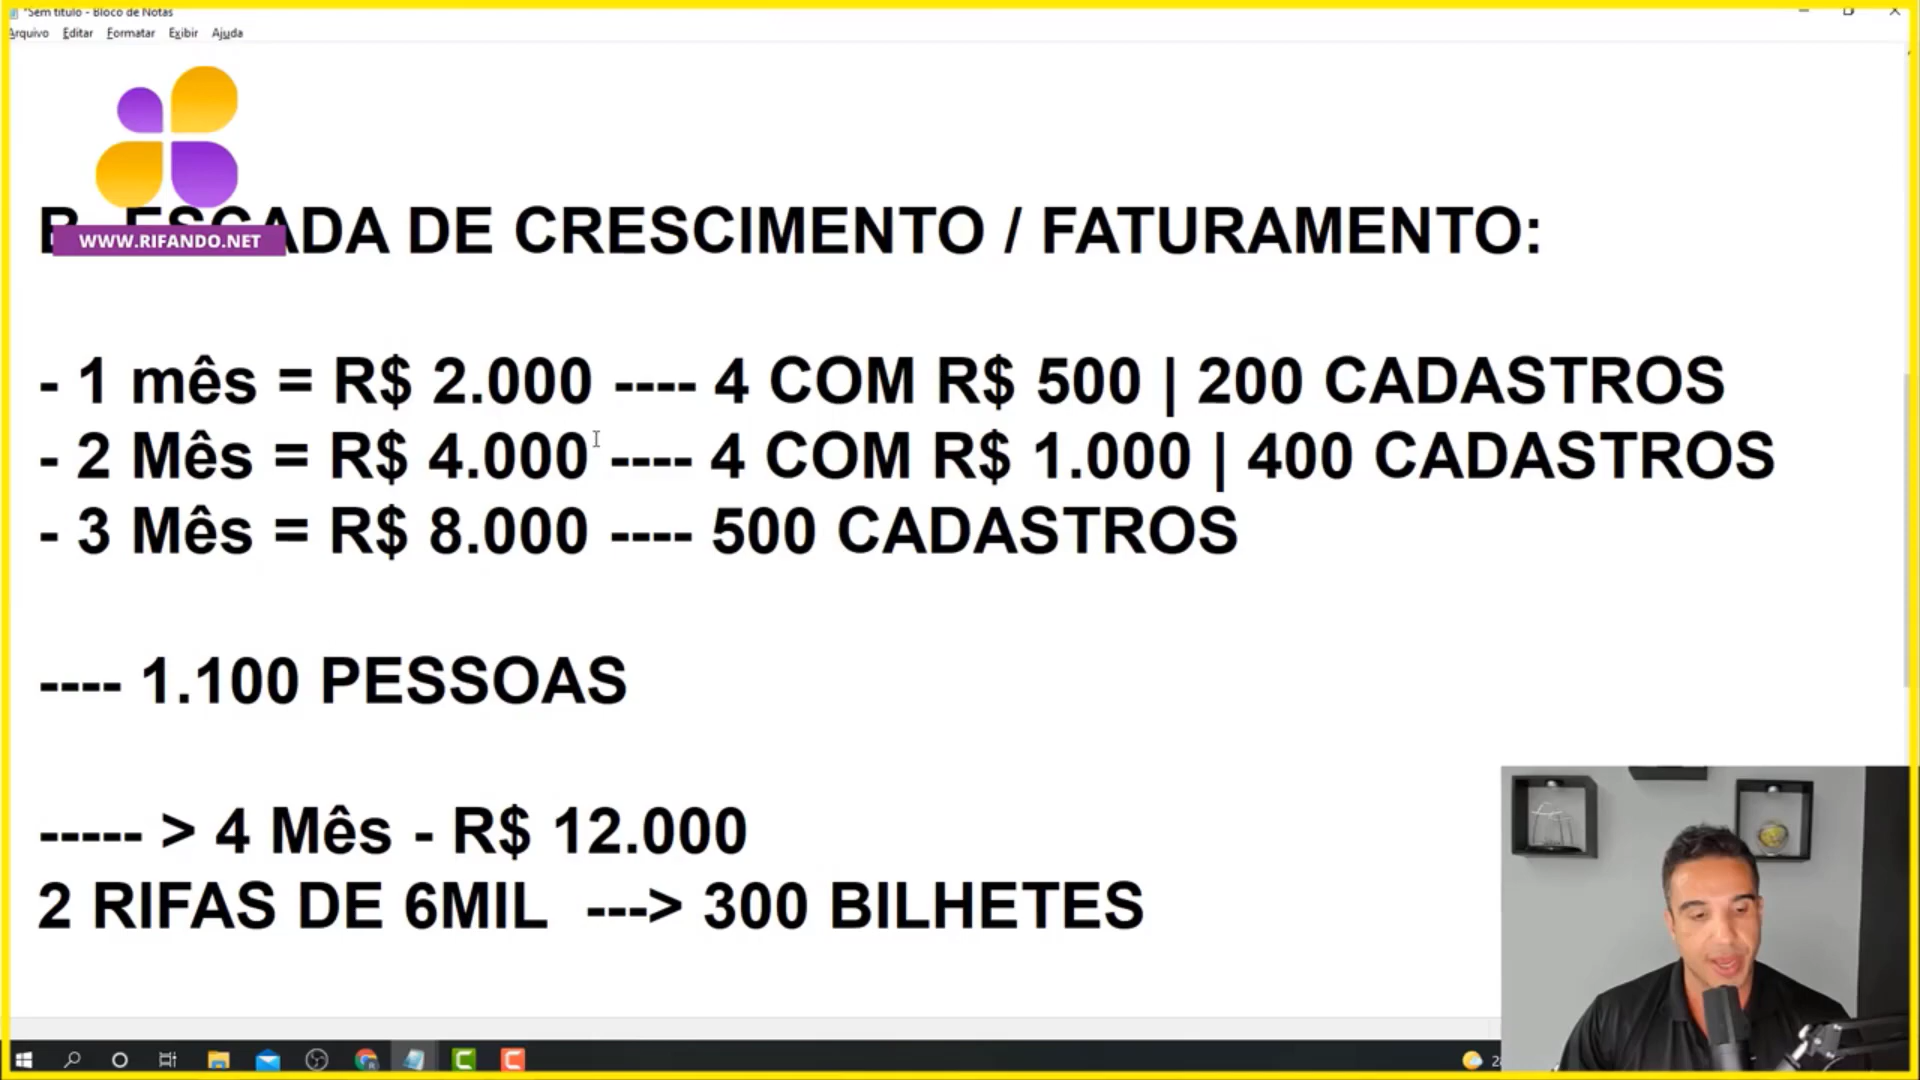 *Sem título - Bloco de Notas
Arquivo Editar Formatar Exibir Ajuda
WWW.RIFANDO.NET
B. ESCADA DE CRESCIMENTO / FATURAMENTO:
- 1 mês = R$ 2.000 ---- 4 COM R$ 500 | 200 CADASTROS
- 2 Mês = R$ 4.000 ---- 4 COM R$ 1.000 | 400 CADASTROS
- 3 Mês = R$ 8.000 ---- 500 CADASTROS
---- 1.100 PESSOAS
----- > 4 Mês - R$ 12.000
2 RIFAS DE 6MIL ---> 300 BILHETES